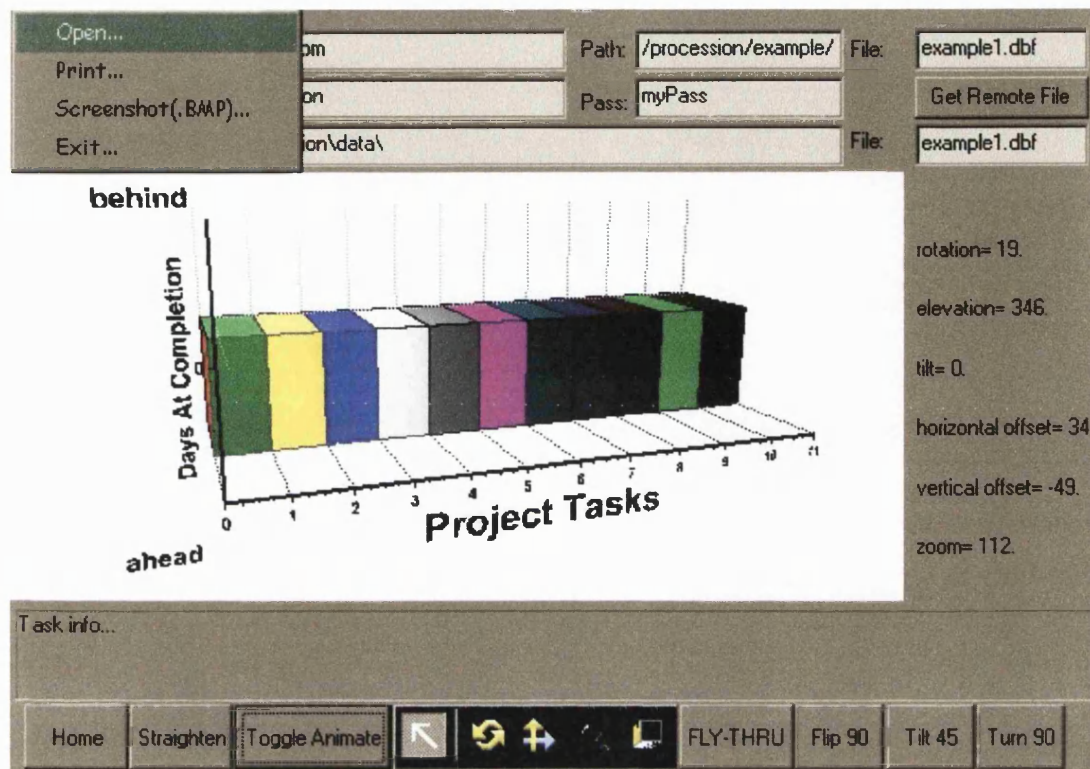 Open...
Print...
Screenshot(.BMP)...
Exit...
om
Path: /procession/example/
File: example1.dbf
on
Pass: myPass
Get Remote File
ion\data\
File: example1.dbf
behind
Days At Completion
0
ahead
0 1 2 3 4 5 6 7 8 9 10 11
Project Tasks
rotation= 19.
elevation= 346.
tilt= 0.
horizontal offset= 34
vertical offset= -49.
zoom= 112.
Task info...
Home Straighten Toggle Animate FLY-THRU Flip 90 Tilt 45 Turn 90